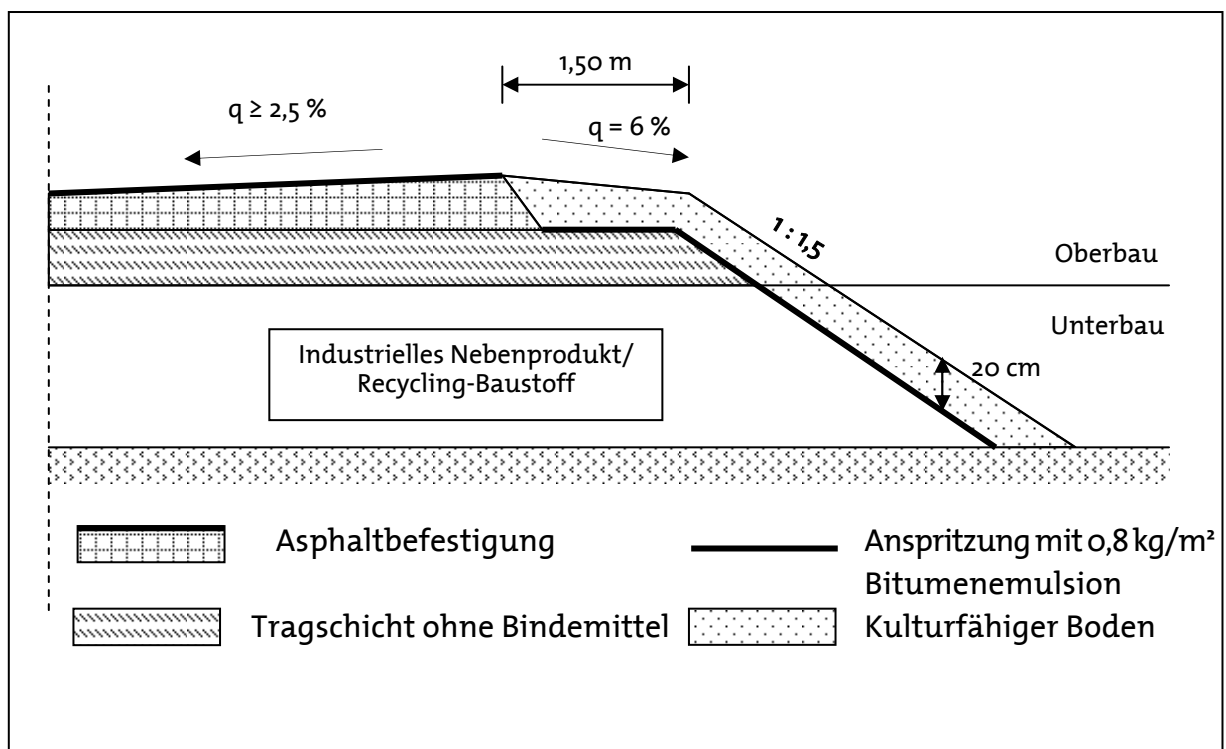 1,50 m
q ≥ 2,5 %
q = 6 %
1 : 1,5
Oberbau
Unterbau
Industrielles Nebenprodukt/
Recycling-Baustoff
20 cm
Asphaltbefestigung
Anspritzung mit 0,8 kg/m²
Bitumenemulsion
Tragschicht ohne Bindemittel
Kulturfähiger Boden